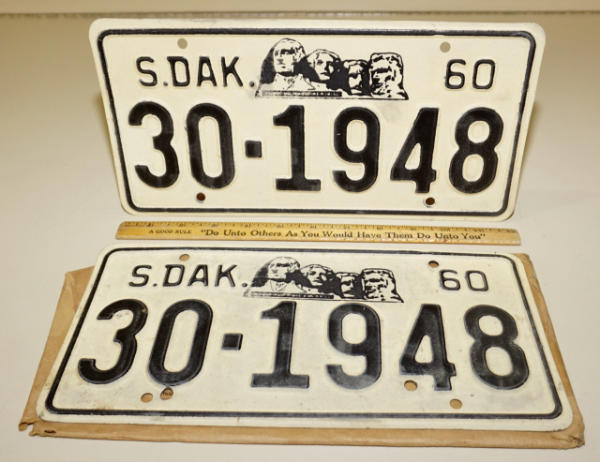 S.DAK. 60
30-1948
A GOOD RULE "Do Unto Others As You Would Have Them Do Unto You"
S.DAK. 60
30-1948